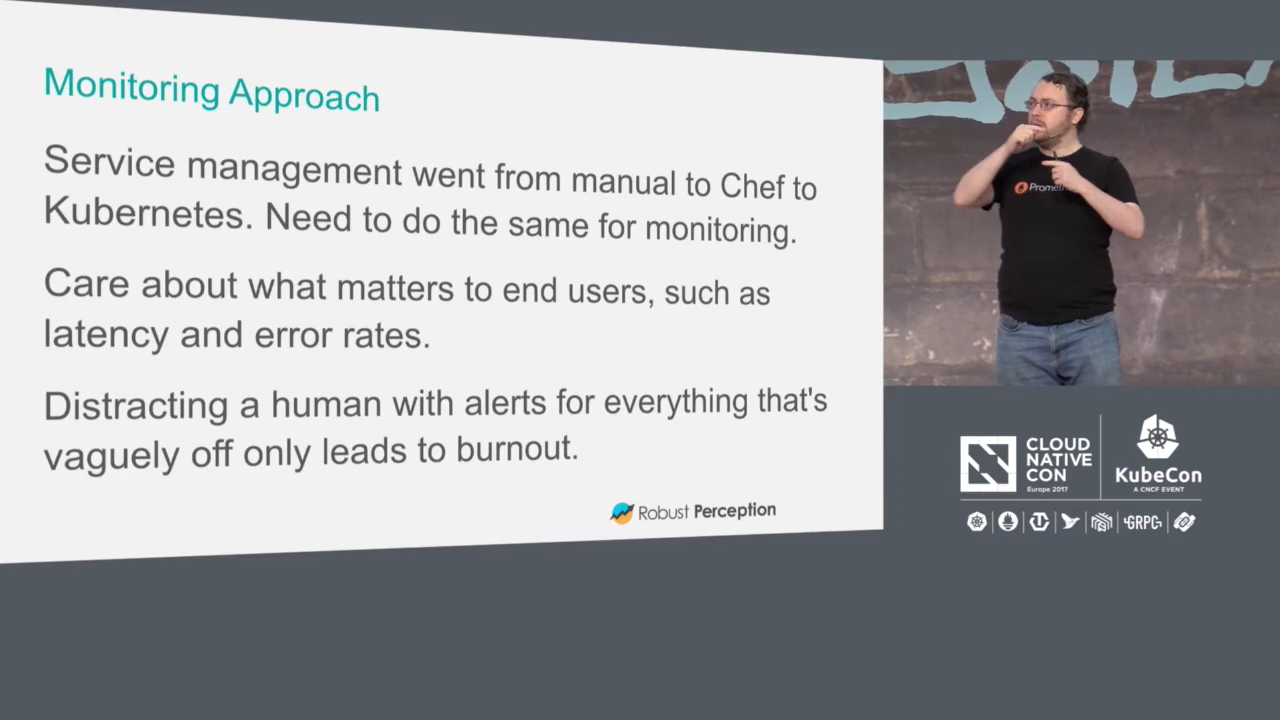 Monitoring Approach
Service management went from manual to Chef to
Kubernetes. Need to do the same for monitoring.
Care about what matters to end users, such as
latency and error rates.
Distracting a human with alerts for everything that's
vaguely off only leads to burnout.
Robust Perception
CLOUD
NATIVE
CON
Europe 2017
KubeCon
A CNCF EVENT
GRPC